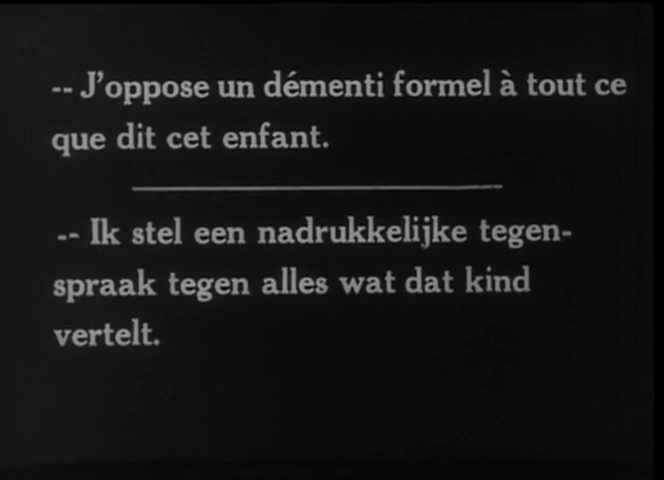 -- J'oppose un démenti formel à tout ce
que dit cet enfant.
-- Ik stel een nadrukkelijke tegen-
spraak tegen alles wat dat kind
vertelt.